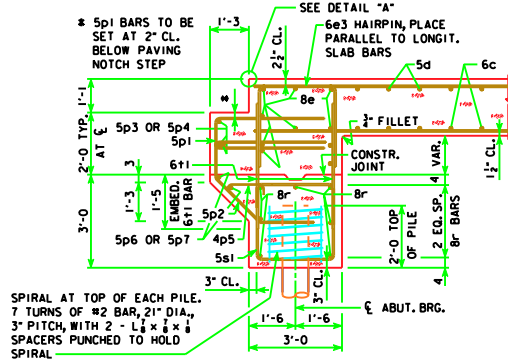 * 5p1 BARS TO BE
SET AT 2" CL.
BELOW PAVING
NOTCH STEP
1'-3
SEE DETAIL "A"
6e3 HAIRPIN, PLACE
PARALLEL TO LONGIT.
SLAB BARS
2½" CL.
5d
6c
1'-1
*
8e
¾" FILLET
2'-0 TYP.
AT ℄
5p3 OR 5p4
5p1
6t1
CONSTR.
JOINT
4 VAR.
1½" CL.
3
1'-3
1'-5
EMBED.
6t1 BAR
8r
8r
3'-0
5p2
5p6 OR 5p7
4p5
5s1
2'-0 TOP
OF PILE
2 EQ. SP.
8r BARS
4
3" CL.
3" CL.
SPIRAL AT TOP OF EACH PILE.
7 TURNS OF #2 BAR, 21" DIA.,
3" PITCH, WITH 2 - L⅞ x ⅞ x ⅛
SPACERS PUNCHED TO HOLD
SPIRAL
℄ ABUT. BRG.
1'-6
1'-6
3'-0